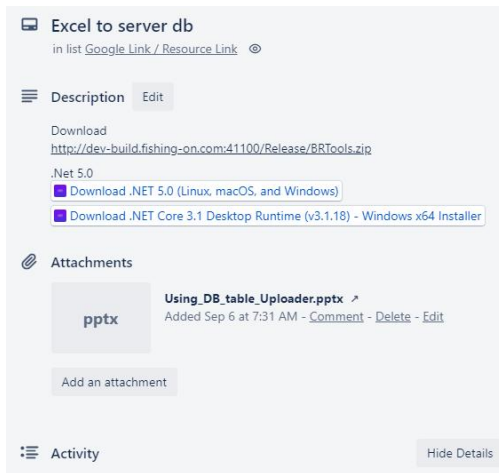 Excel to server db
in list Google Link / Resource Link
Description Edit
Download
http://dev-build.fishing-on.com:41100/Release/BRTools.zip
.Net 5.0
Download .NET 5.0 (Linux, macOS, and Windows)
Download .NET Core 3.1 Desktop Runtime (v3.1.18) - Windows x64 Installer
Attachments
pptx
Using_DB_table_Uploader.pptx ↗
Added Sep 6 at 7:31 AM - Comment - Delete - Edit
Add an attachment
Activity Hide Details